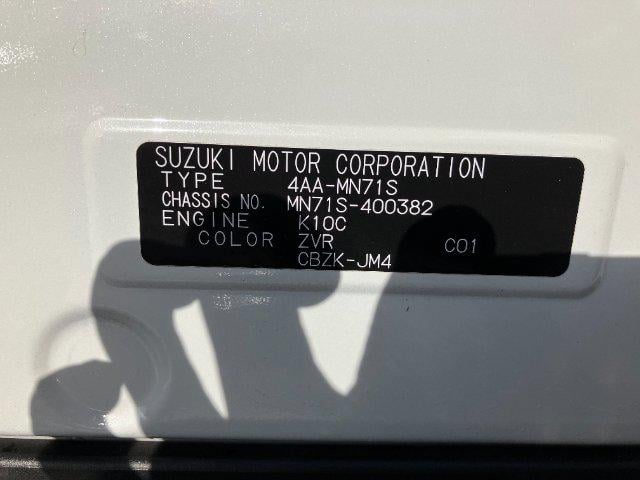 SUZUKI MOTOR CORPORATION
TYPE 4AA-MN71S
CHASSIS NO. MN71S-400382
ENGINE K10C
COLOR ZVR C01
CBZK-JM4